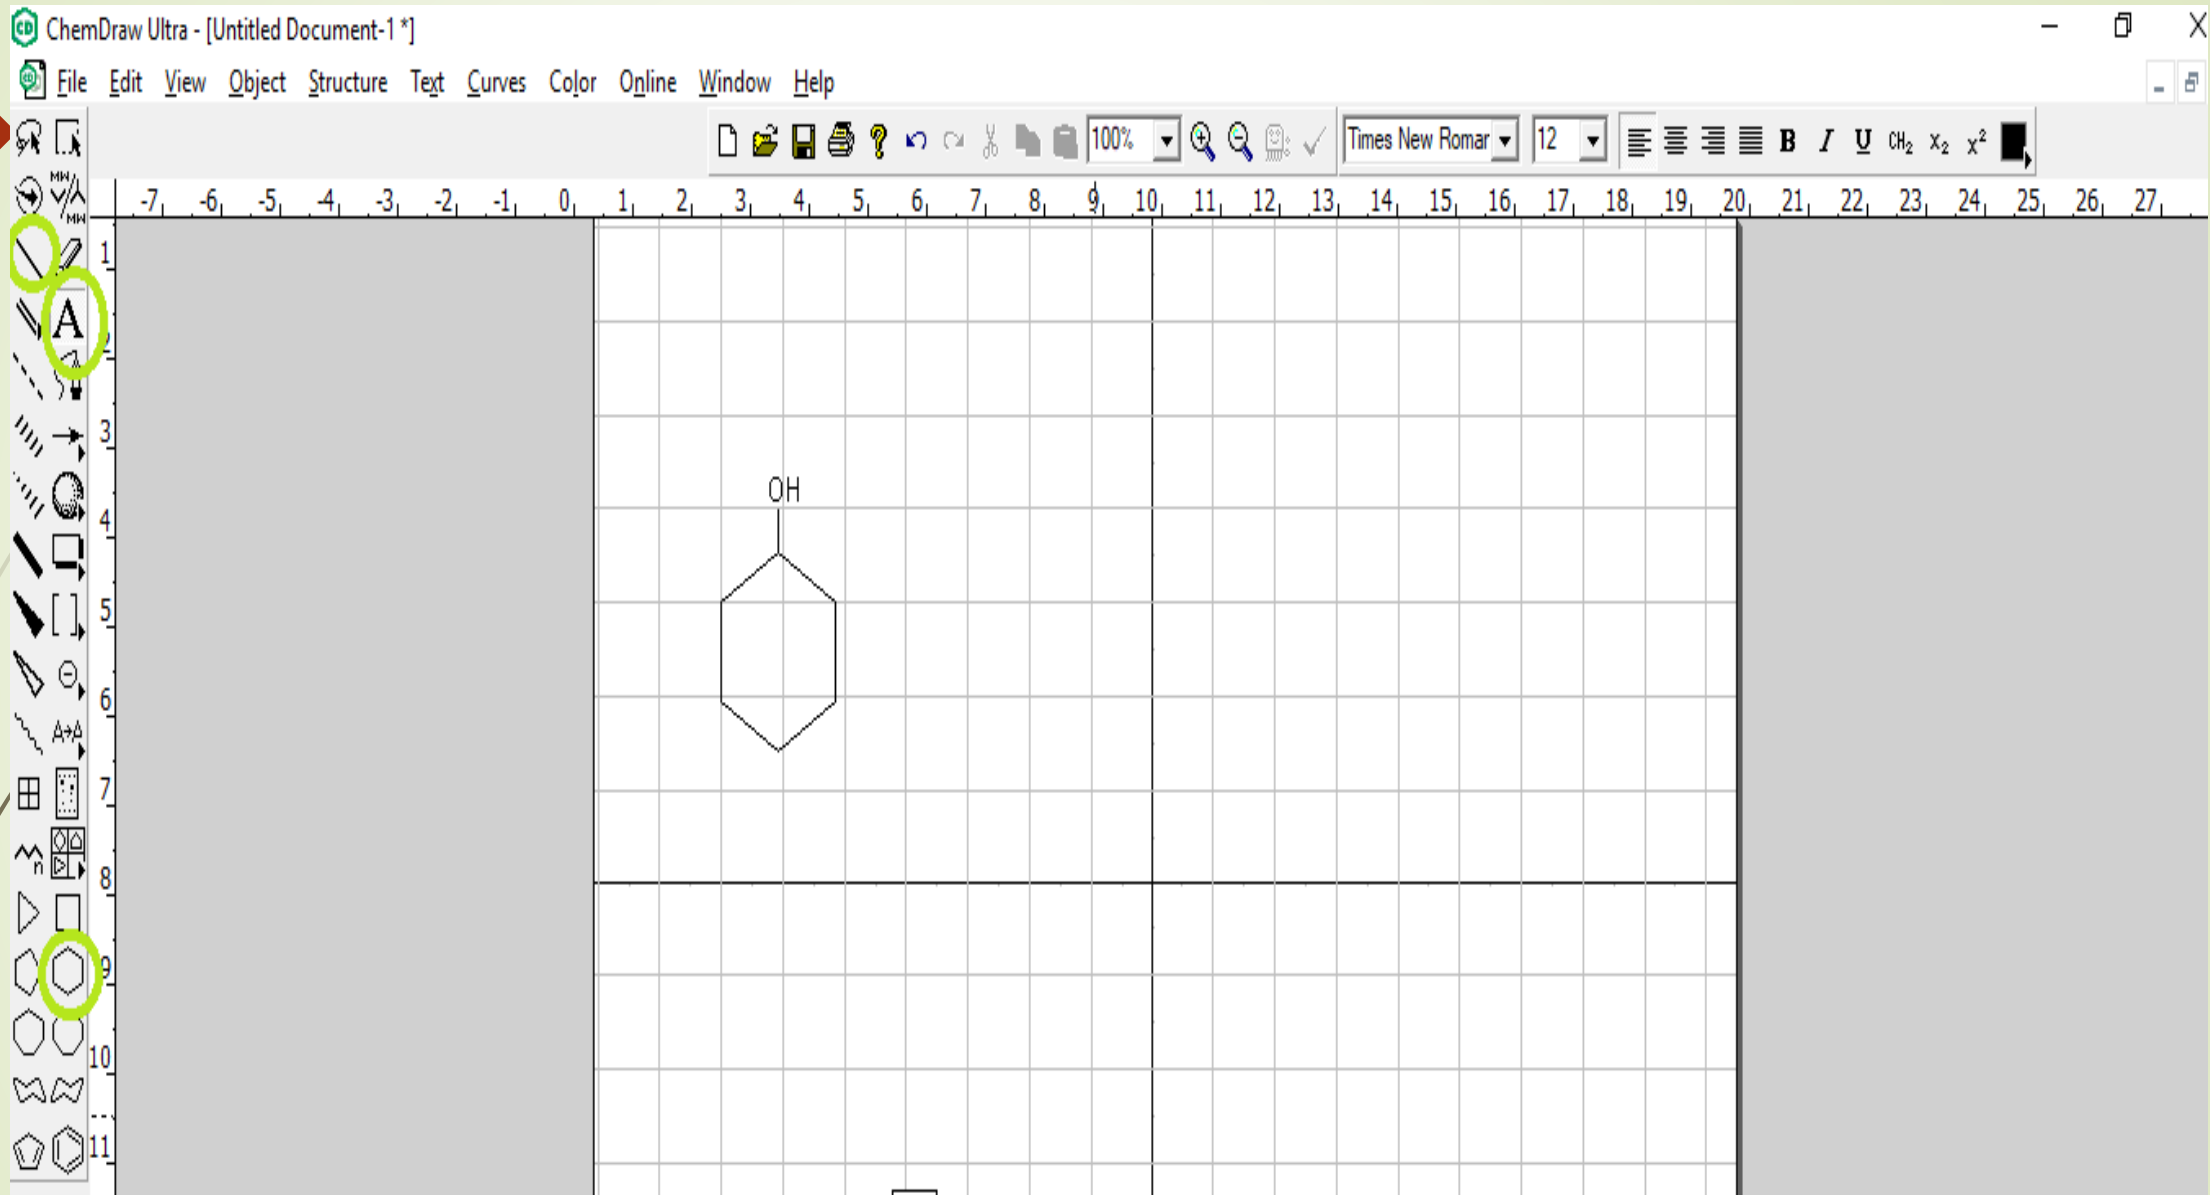 ChemDraw Ultra - [Untitled Document-1 *]
File Edit View Object Structure Text Curves Color Online Window Help
100% Times New Romar 12 B I U CH₂ X₂ X²
MW
MW
-7 -6 -5 -4 -3 -2 -1 0 1 2 3 4 5 6 7 8 9 10 11 12 13 14 15 16 17 18 19 20 21 22 23 24 25 26 27
1
A
3
OH
4
5
6
A→A
7
n
8
9
10
11